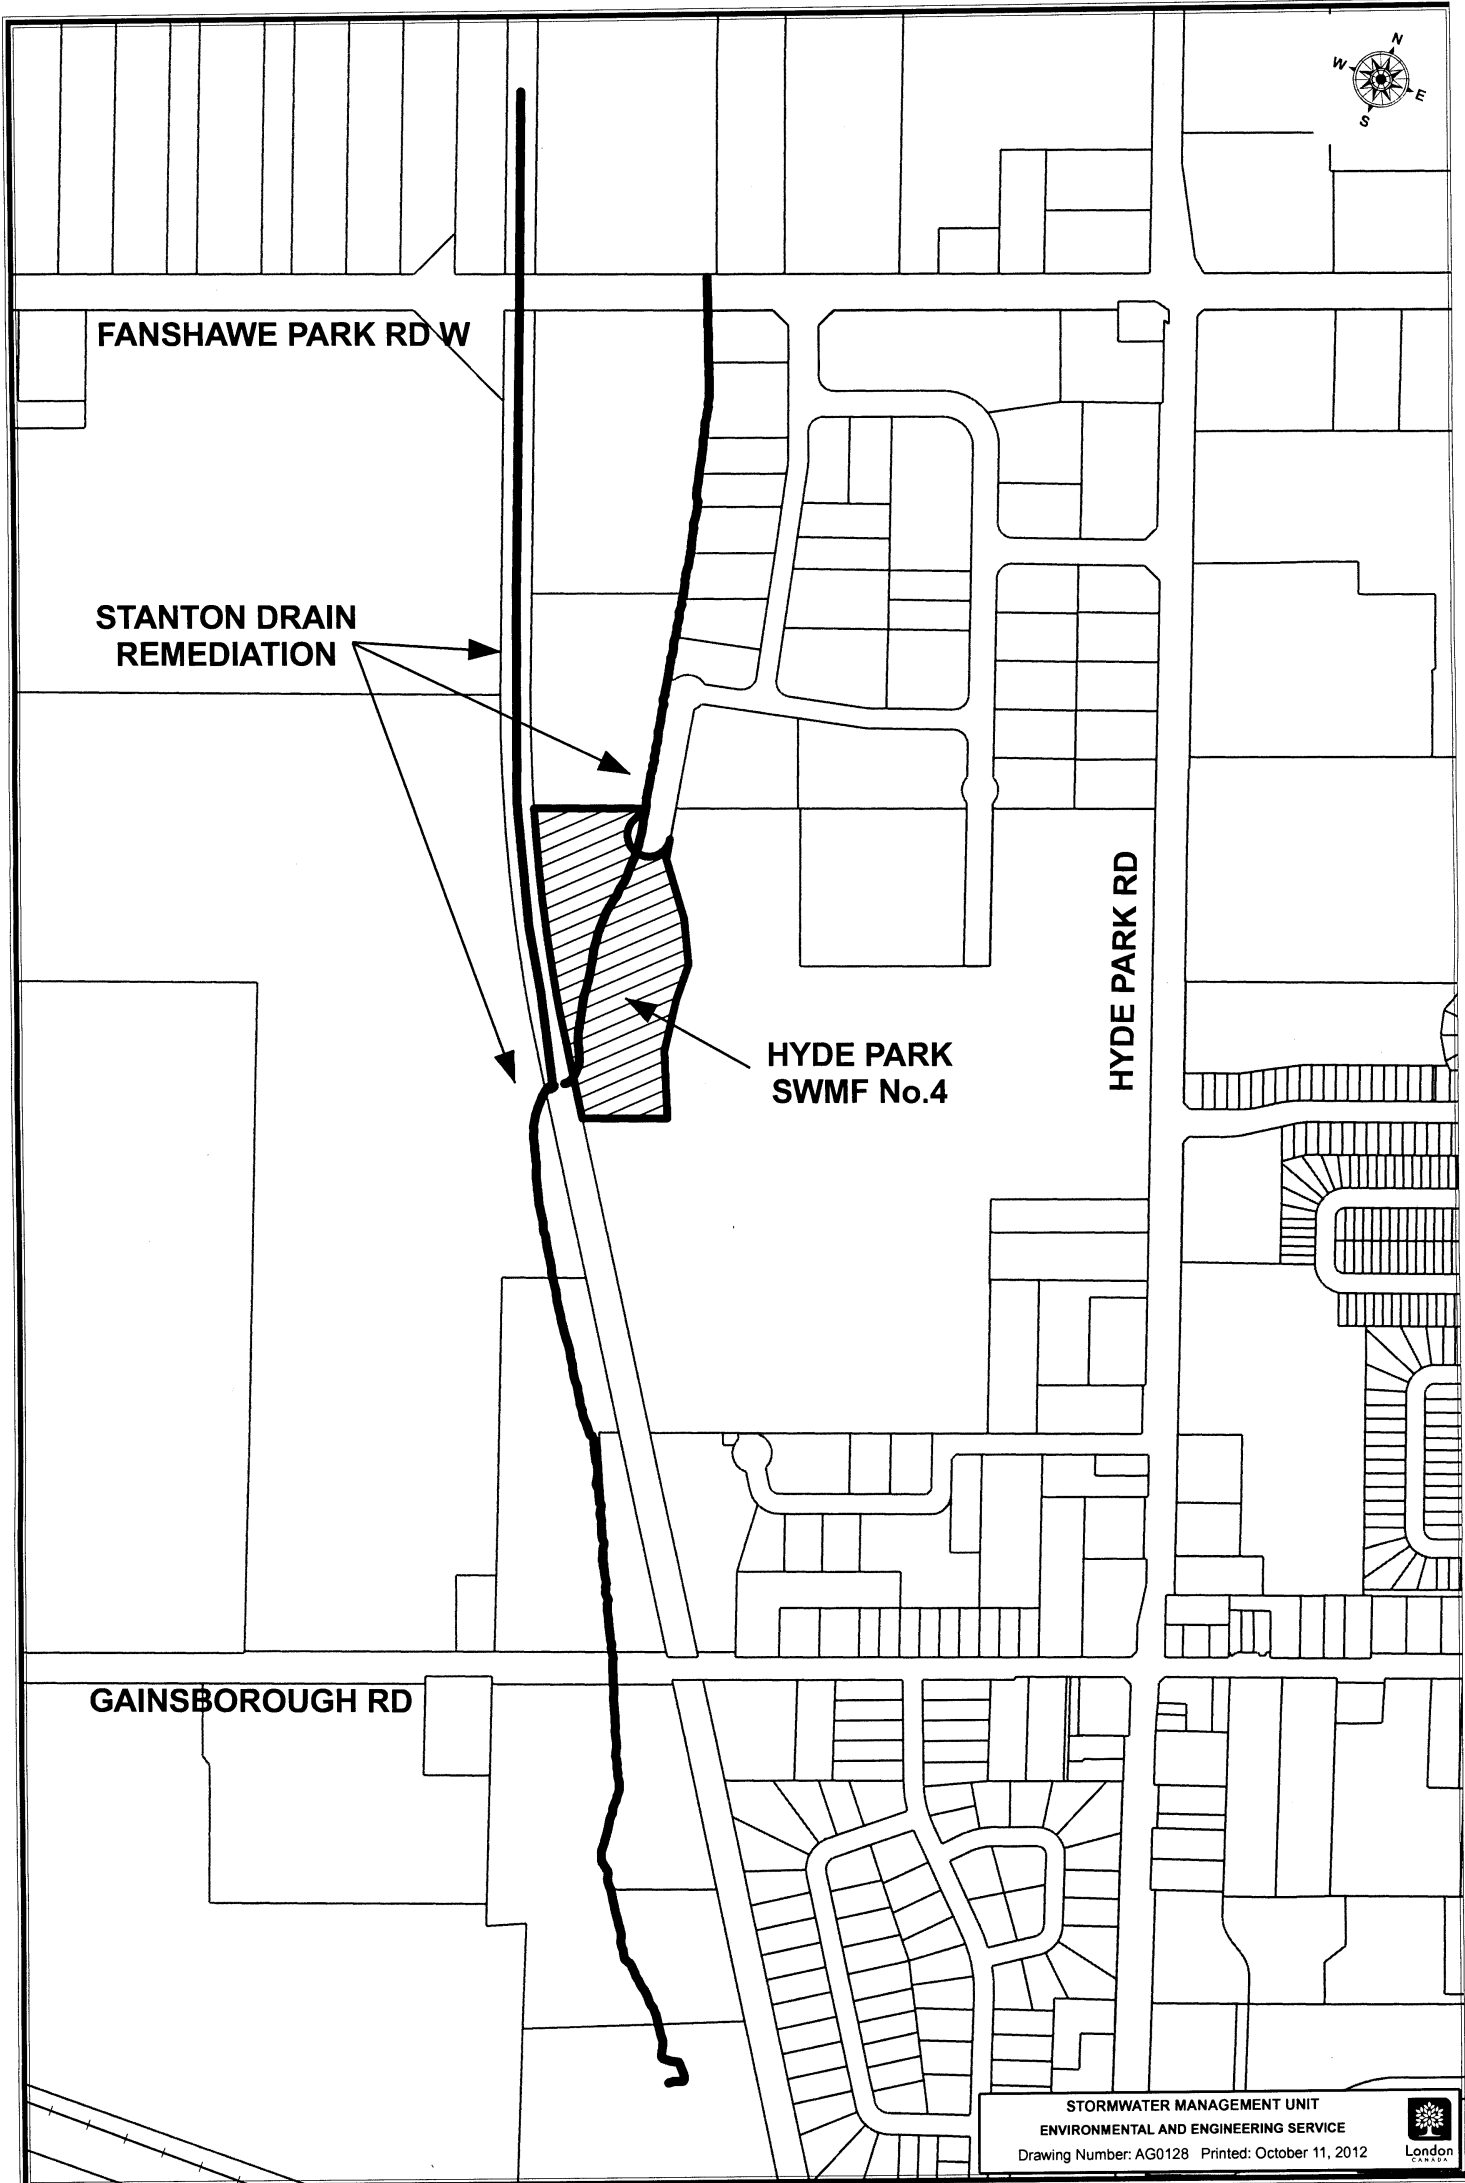 N
W
E
S
FANSHAWE PARK RD W
STANTON DRAIN
REMEDIATION
HYDE PARK RD
HYDE PARK
SWMF No.4
GAINSBOROUGH RD
STORMWATER MANAGEMENT UNIT
ENVIRONMENTAL AND ENGINEERING SERVICE
Drawing Number: AG0128 Printed: October 11, 2012
London
CANADA